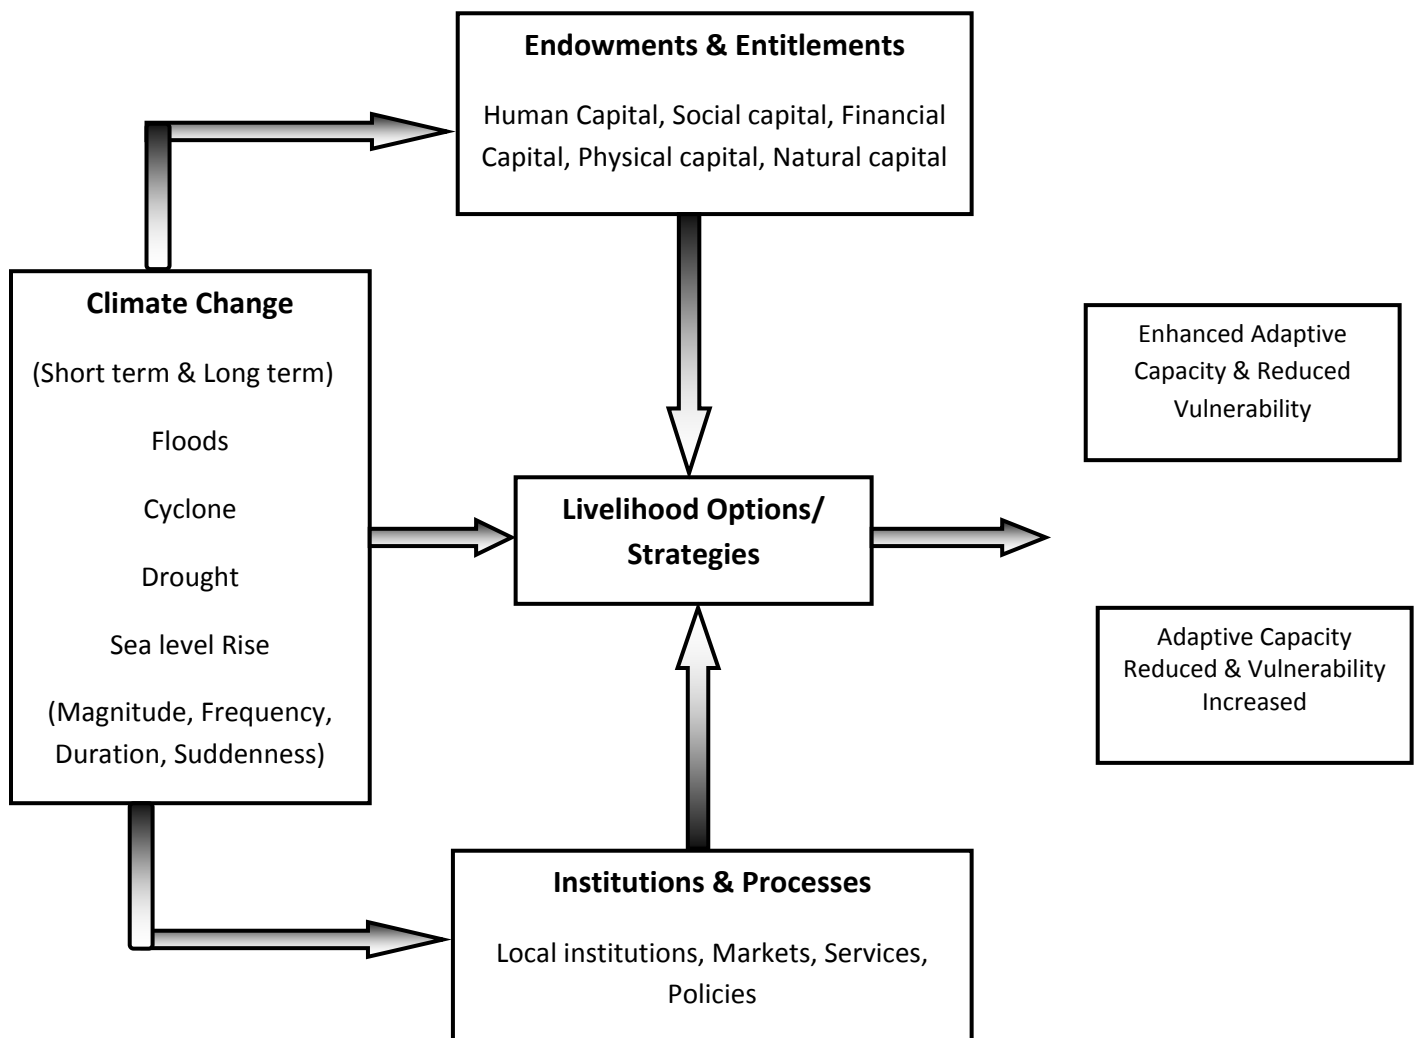 Endowments & Entitlements
Human Capital, Social capital, Financial
Capital, Physical capital, Natural capital
Climate Change
(Short term & Long term)
Floods
Cyclone
Drought
Sea level Rise
(Magnitude, Frequency,
Duration, Suddenness)
Livelihood Options/
Strategies
Enhanced Adaptive
Capacity & Reduced
Vulnerability
Adaptive Capacity
Reduced & Vulnerability
Increased
Institutions & Processes
Local institutions, Markets, Services,
Policies